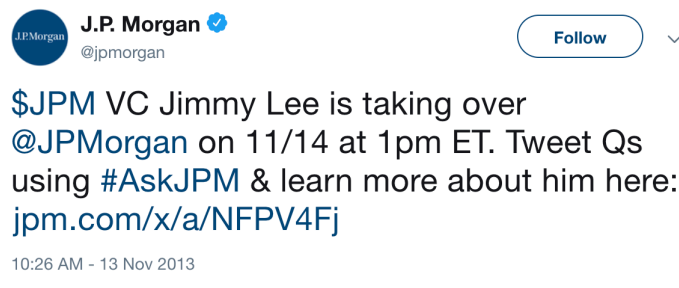 J.P.Morgan
J.P. Morgan
@jpmorgan
Follow
$JPM VC Jimmy Lee is taking over
@JPMorgan on 11/14 at 1pm ET. Tweet Qs
using #AskJPM & learn more about him here:
jpm.com/x/a/NFPV4Fj
10:26 AM - 13 Nov 2013